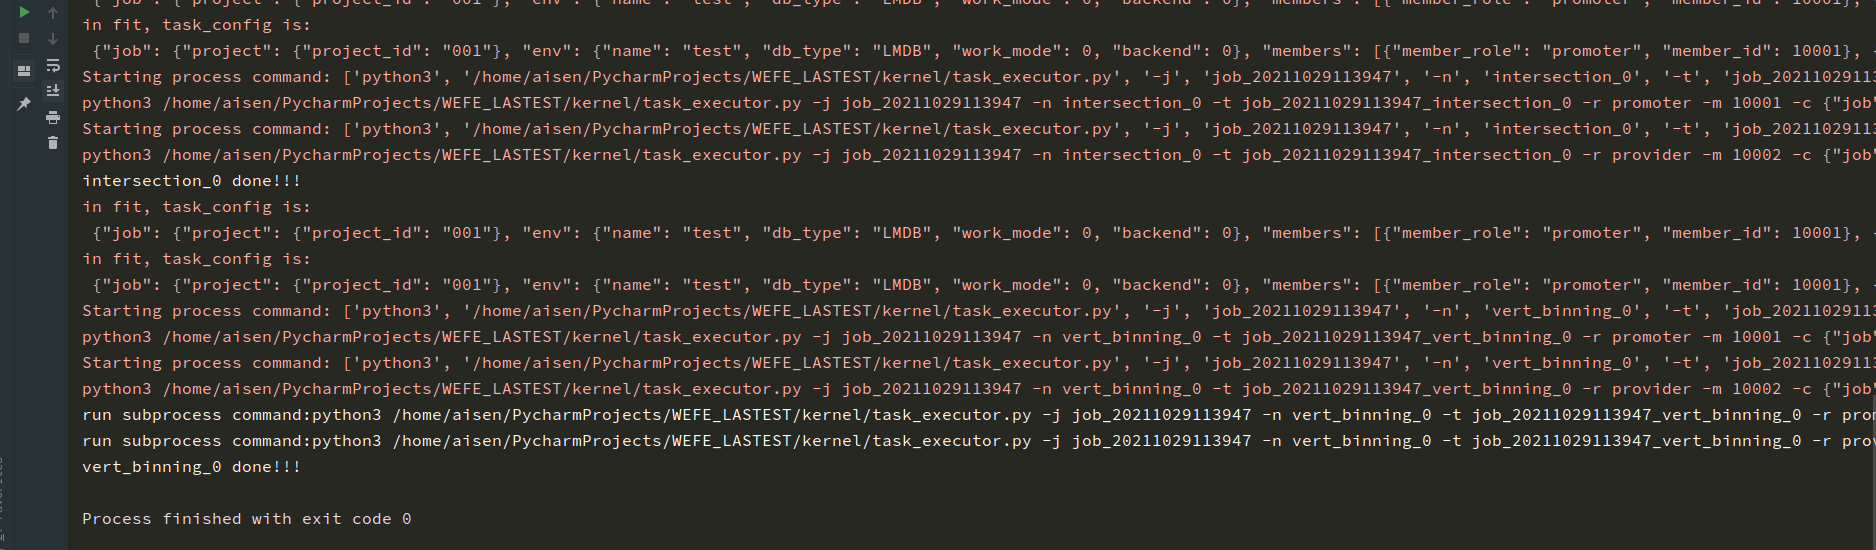 {"job": {"project": {"project_id": "001"}, "env": {"name": "test", "db_type": "LMDB", "work_mode": 0, "backend": 0}, "members": [{"member_role": "promoter", "member_id": 10001},
in fit, task_config is:
{"job": {"project": {"project_id": "001"}, "env": {"name": "test", "db_type": "LMDB", "work_mode": 0, "backend": 0}, "members": [{"member_role": "promoter", "member_id": 10001},
Starting process command: ['python3', '/home/aisen/PycharmProjects/WEFE_LASTEST/kernel/task_executor.py', '-j', 'job_20211029113947', '-n', 'intersection_0', '-t', 'job_202110291139
python3 /home/aisen/PycharmProjects/WEFE_LASTEST/kernel/task_executor.py -j job_20211029113947 -n intersection_0 -t job_20211029113947_intersection_0 -r promoter -m 10001 -c {"job"
Starting process command: ['python3', '/home/aisen/PycharmProjects/WEFE_LASTEST/kernel/task_executor.py', '-j', 'job_20211029113947', '-n', 'intersection_0', '-t', 'job_202110291139
python3 /home/aisen/PycharmProjects/WEFE_LASTEST/kernel/task_executor.py -j job_20211029113947 -n intersection_0 -t job_20211029113947_intersection_0 -r provider -m 10002 -c {"job"
intersection_0 done!!!
in fit, task_config is:
{"job": {"project": {"project_id": "001"}, "env": {"name": "test", "db_type": "LMDB", "work_mode": 0, "backend": 0}, "members": [{"member_role": "promoter", "member_id": 10001},
in fit, task_config is:
{"job": {"project": {"project_id": "001"}, "env": {"name": "test", "db_type": "LMDB", "work_mode": 0, "backend": 0}, "members": [{"member_role": "promoter", "member_id": 10001},
Starting process command: ['python3', '/home/aisen/PycharmProjects/WEFE_LASTEST/kernel/task_executor.py', '-j', 'job_20211029113947', '-n', 'vert_binning_0', '-t', 'job_202110291139
python3 /home/aisen/PycharmProjects/WEFE_LASTEST/kernel/task_executor.py -j job_20211029113947 -n vert_binning_0 -t job_20211029113947_vert_binning_0 -r promoter -m 10001 -c {"job"
Starting process command: ['python3', '/home/aisen/PycharmProjects/WEFE_LASTEST/kernel/task_executor.py', '-j', 'job_20211029113947', '-n', 'vert_binning_0', '-t', 'job_202110291139
python3 /home/aisen/PycharmProjects/WEFE_LASTEST/kernel/task_executor.py -j job_20211029113947 -n vert_binning_0 -t job_20211029113947_vert_binning_0 -r provider -m 10002 -c {"job"
run subprocess command:python3 /home/aisen/PycharmProjects/WEFE_LASTEST/kernel/task_executor.py -j job_20211029113947 -n vert_binning_0 -t job_20211029113947_vert_binning_0 -r pro
run subprocess command:python3 /home/aisen/PycharmProjects/WEFE_LASTEST/kernel/task_executor.py -j job_20211029113947 -n vert_binning_0 -t job_20211029113947_vert_binning_0 -r pro
vert_binning_0 done!!!
Process finished with exit code 0